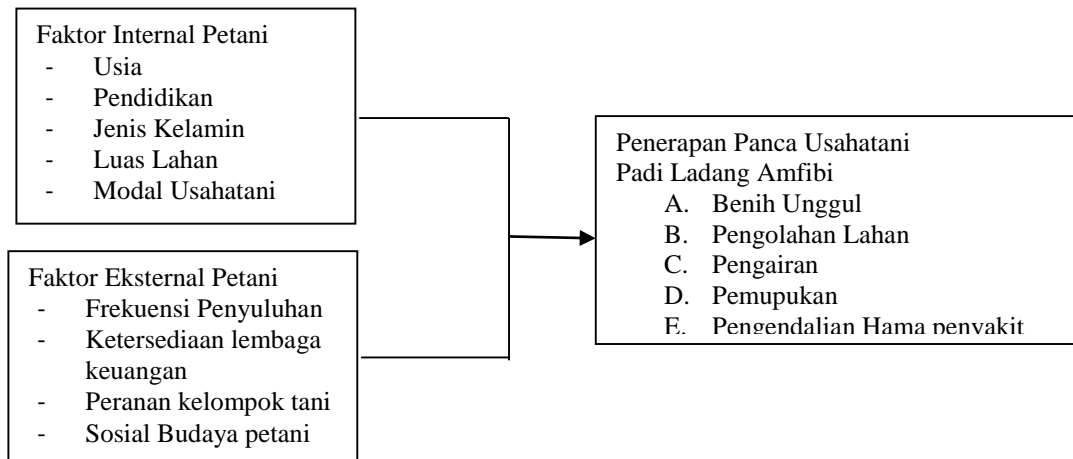 Faktor Internal Petani
- Usia
- Pendidikan
- Jenis Kelamin
- Luas Lahan
- Modal Usahatani
Faktor Eksternal Petani
- Frekuensi Penyuluhan
- Ketersediaan lembaga
keuangan
- Peranan kelompok tani
- Sosial Budaya petani
Penerapan Panca Usahatani
Padi Ladang Amfibi
A. Benih Unggul
B. Pengolahan Lahan
C. Pengairan
D. Pemupukan
E. Pengendalian Hama penyakit